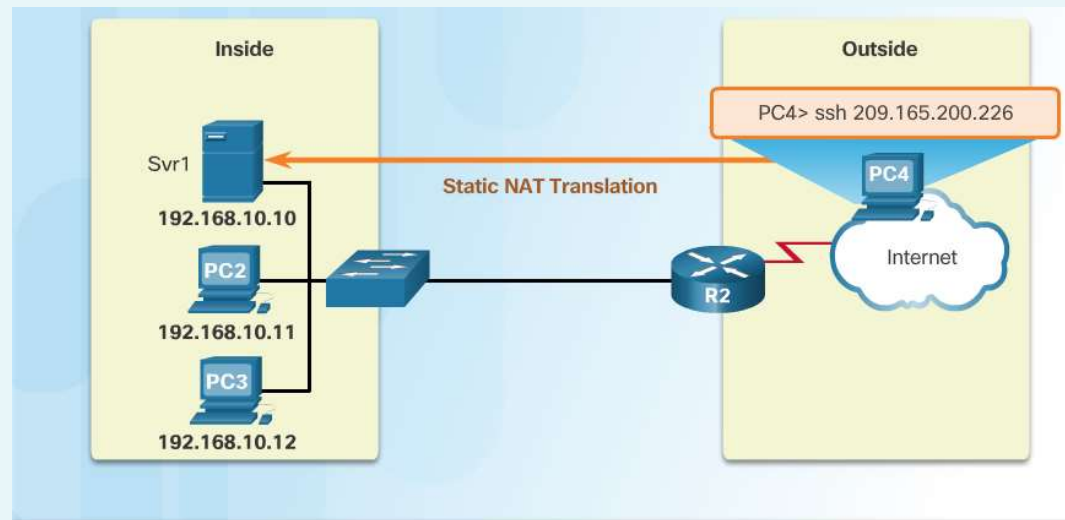 Inside
Outside
PC4> ssh 209.165.200.226
Svr1
PC4
Static NAT Translation
192.168.10.10
PC2
Internet
R2
192.168.10.11
PC3
192.168.10.12